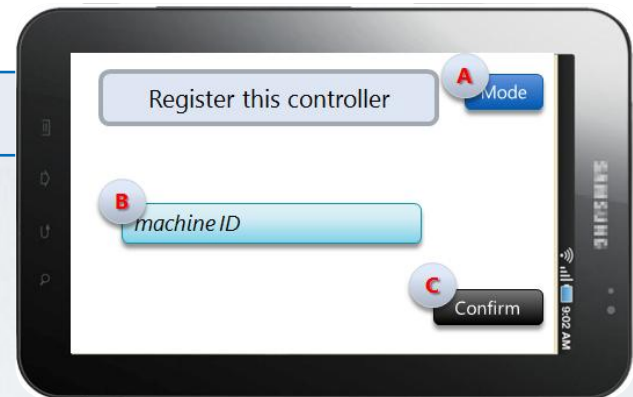 Register this controller
A
Mode
B
machine ID
C
Confirm
SAMSUNG
9:02 AM